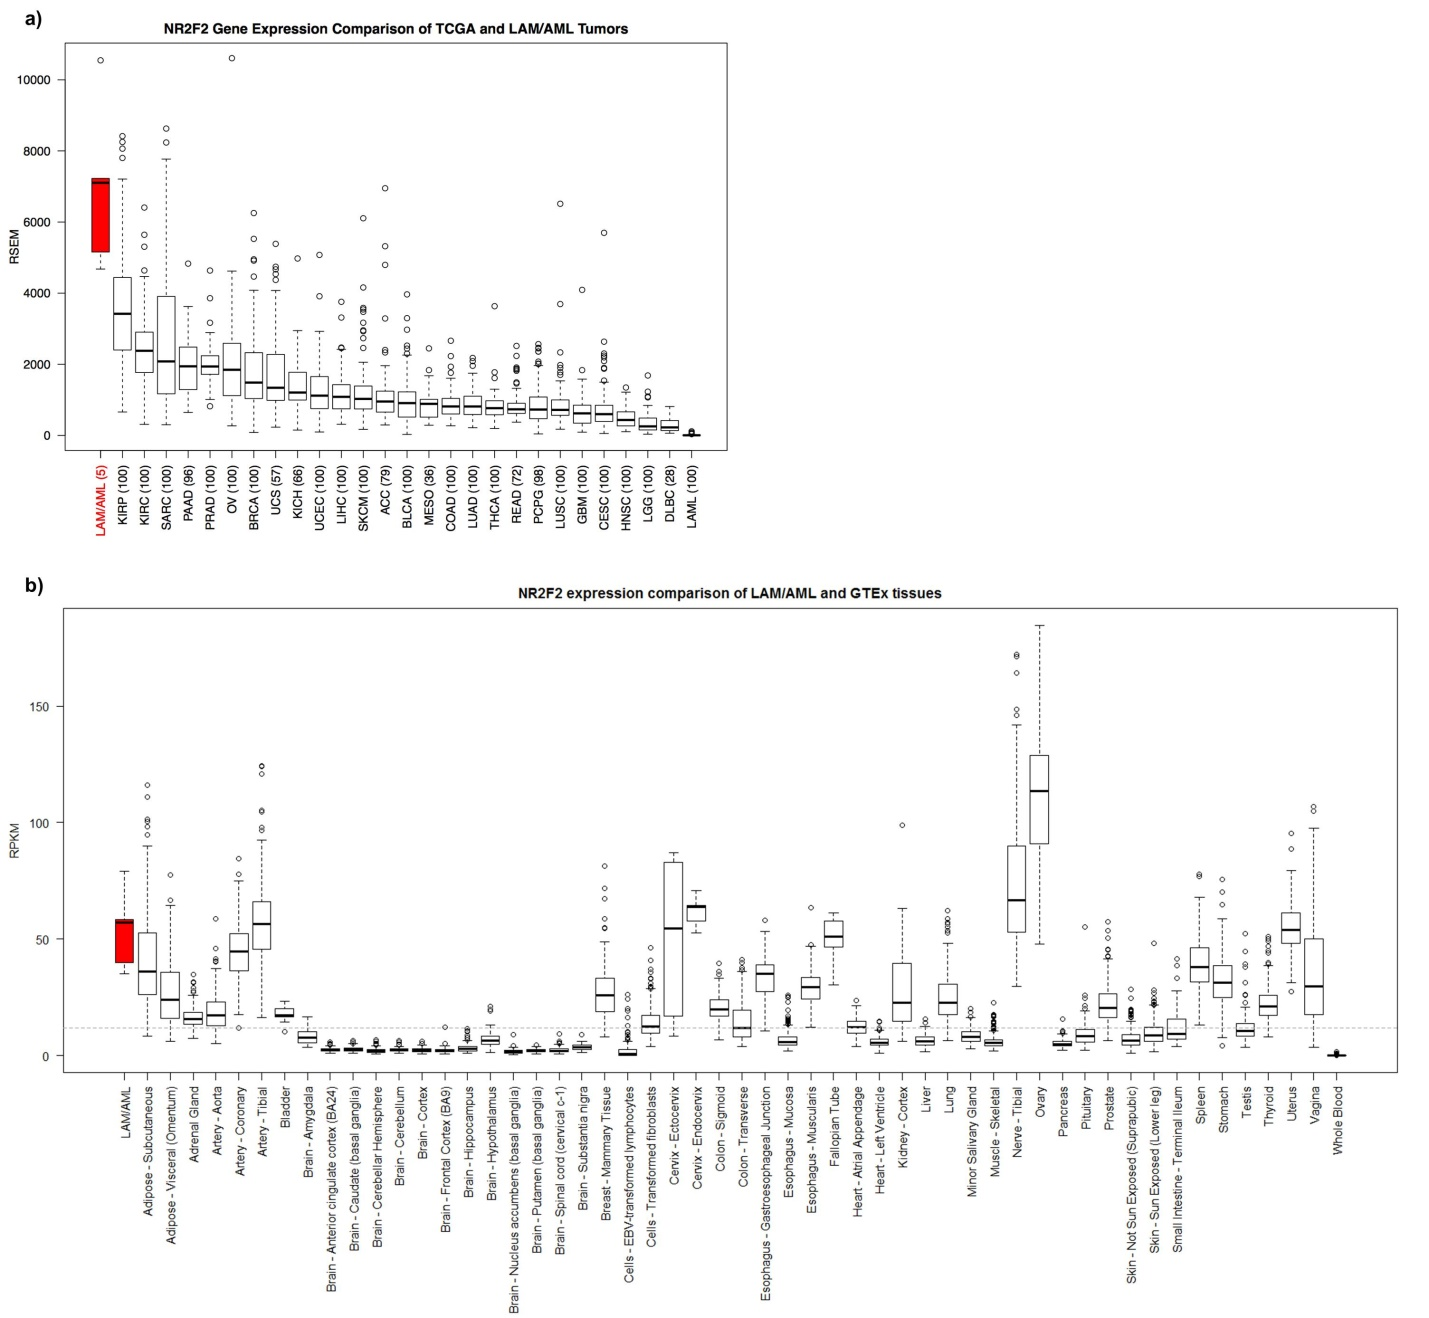 a)
NR2F2 Gene Expression Comparison of TCGA and LAM/AML Tumors
RSEM
10000
8000
6000
4000
2000
0
LAM/AML (5)
KIRP (100)
KIRC (100)
SARC (100)
PAAD (96)
PRAD (100)
OV (100)
BRCA (100)
UCS (57)
KICH (66)
UCEC (100)
LIHC (100)
SKCM (100)
ACC (79)
BLCA (100)
MESO (36)
COAD (100)
LUAD (100)
THCA (100)
READ (72)
PCPG (98)
LUSC (100)
GBM (100)
CESC (100)
HNSC (100)
LGG (100)
DLBC (28)
LAML (100)
b)
NR2F2 expression comparison of LAM/AML and GTEx tissues
RPKM
150
100
50
0
LAM/AML
Adipose - Subcutaneous
Adipose - Visceral (Omentum)
Adrenal Gland
Artery - Aorta
Artery - Coronary
Artery - Tibial
Bladder
Brain - Amygdala
Brain - Anterior cingulate cortex (BA24)
Brain - Caudate (basal ganglia)
Brain - Cerebellar Hemisphere
Brain - Cerebellum
Brain - Cortex
Brain - Frontal Cortex (BA9)
Brain - Hippocampus
Brain - Hypothalamus
Brain - Nucleus accumbens (basal ganglia)
Brain - Putamen (basal ganglia)
Brain - Spinal cord (cervical c-1)
Brain - Substantia nigra
Breast - Mammary Tissue
Cells - EBV-transformed lymphocytes
Cells - Transformed fibroblasts
Cervix - Ectocervix
Cervix - Endocervix
Colon - Sigmoid
Colon - Transverse
Esophagus - Gastroesophageal Junction
Esophagus - Mucosa
Esophagus - Muscularis
Fallopian Tube
Heart - Atrial Appendage
Heart - Left Ventricle
Kidney - Cortex
Liver
Lung
Minor Salivary Gland
Muscle - Skeletal
Nerve - Tibial
Ovary
Pancreas
Pituitary
Prostate
Skin - Not Sun Exposed (Suprapubic)
Skin - Sun Exposed (Lower leg)
Small Intestine - Terminal Ileum
Spleen
Stomach
Testis
Thyroid
Uterus
Vagina
Whole Blood